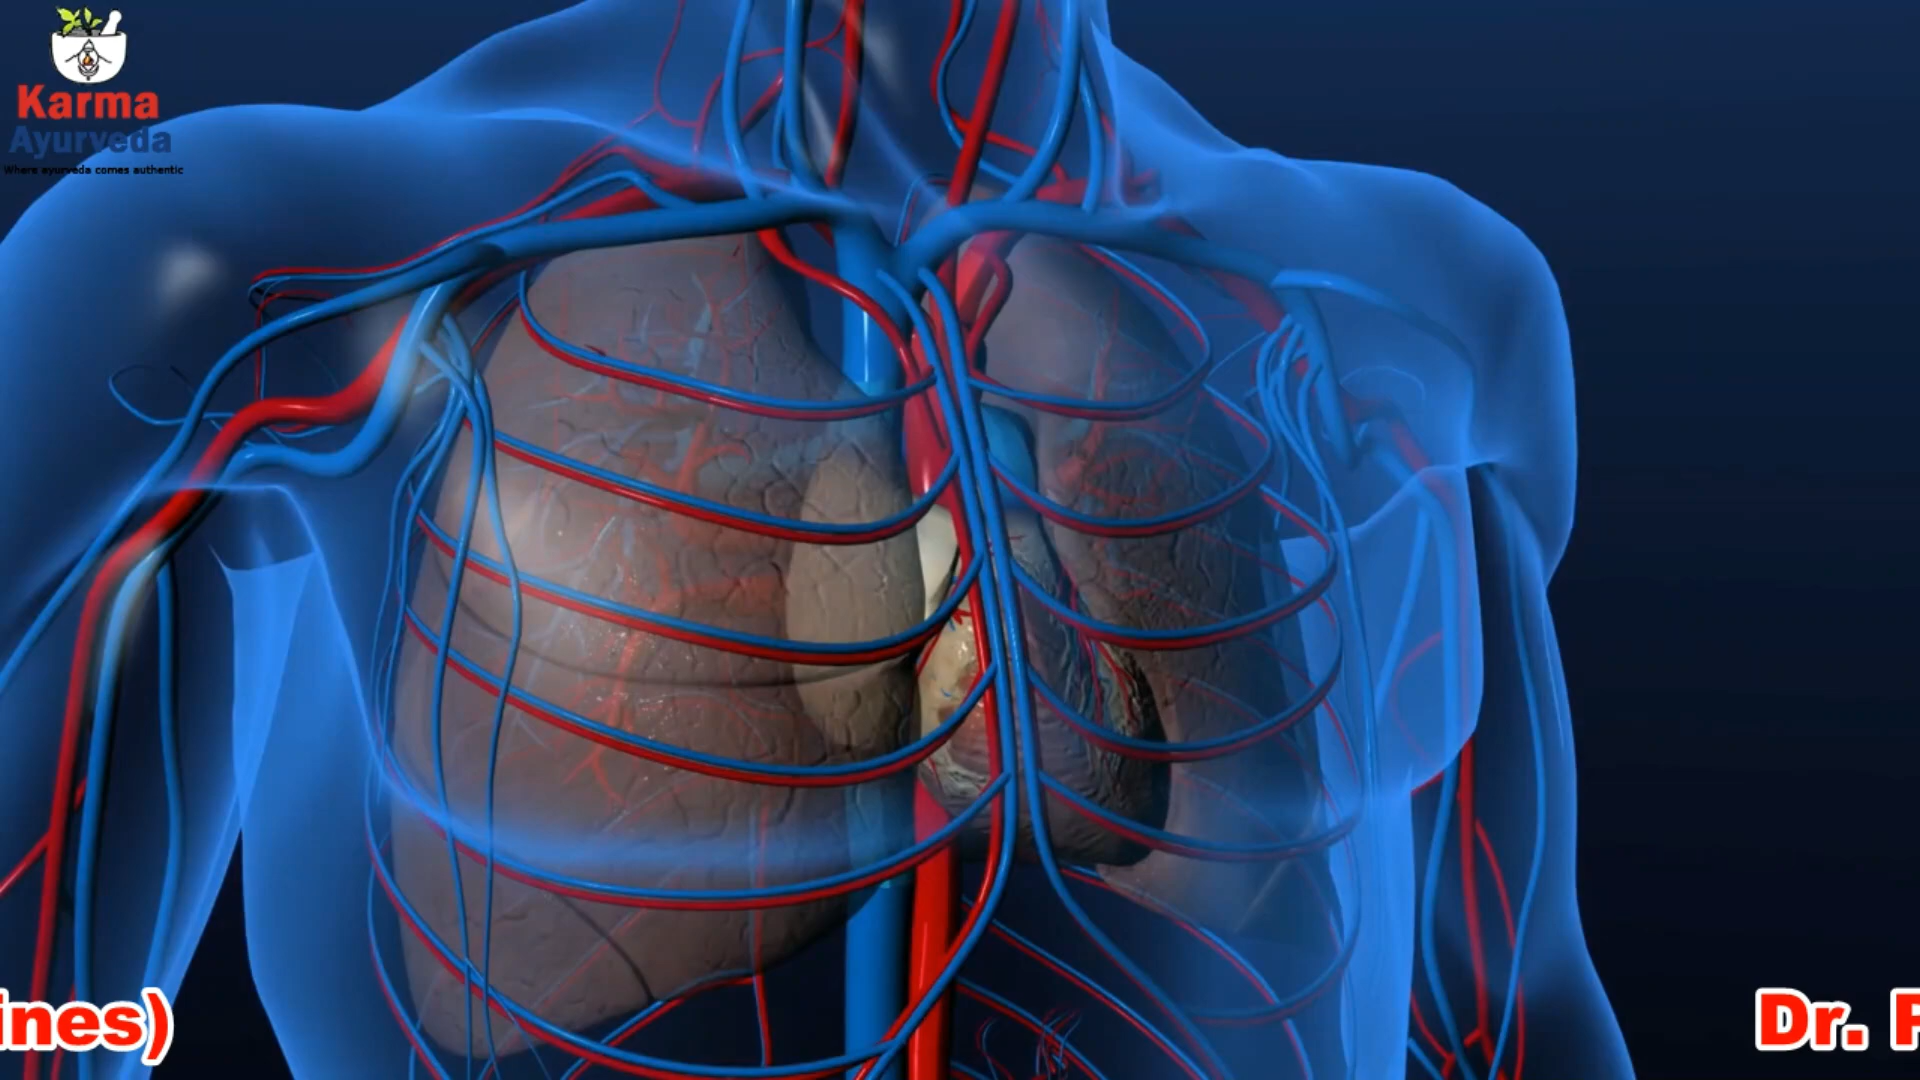 Karma
Ayurveda
Where ayurveda comes authentic
ines)
Dr.